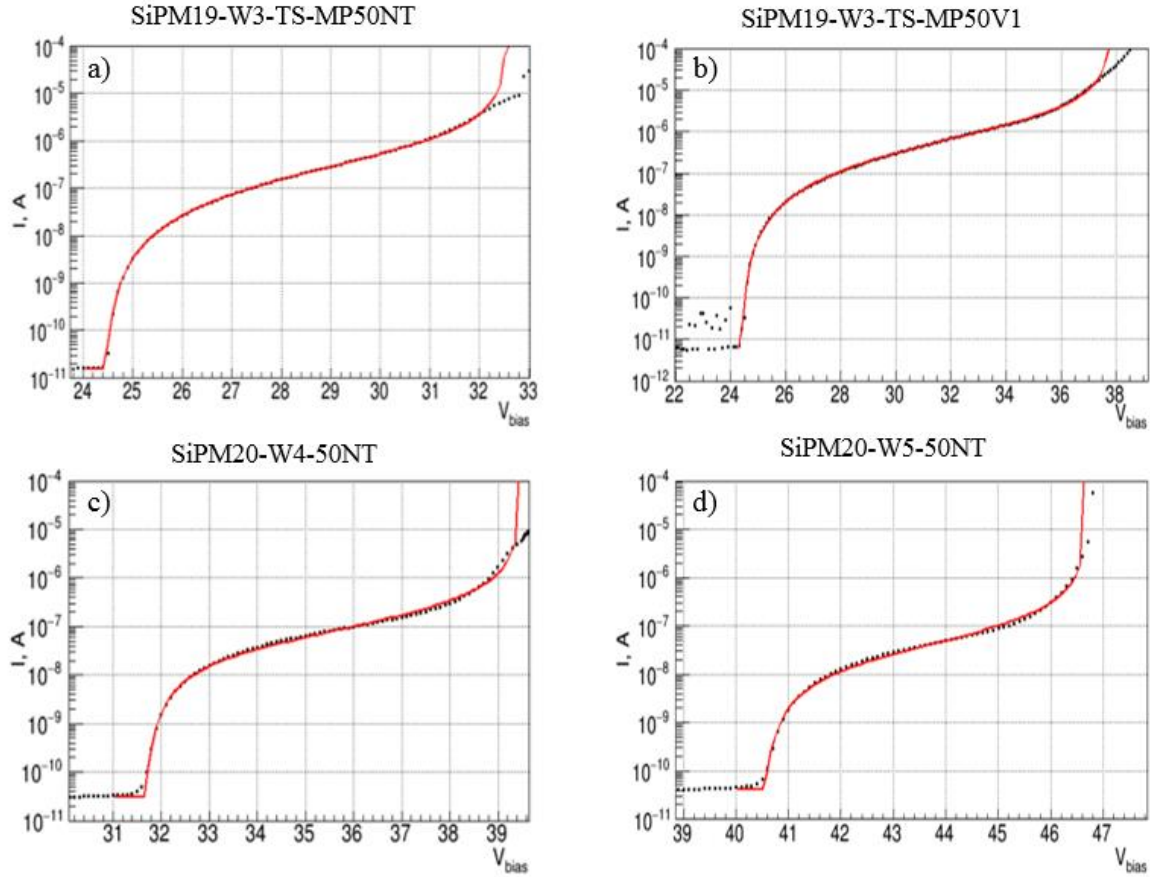 SiPM19-W3-TS-MP50NT
a)
I, A
10⁻⁴
10⁻⁵
10⁻⁶
10⁻⁷
10⁻⁸
10⁻⁹
10⁻¹⁰
10⁻¹¹
24 25 26 27 28 29 30 31 32 33
V_bias
SiPM19-W3-TS-MP50V1
b)
I, A
10⁻⁴
10⁻⁵
10⁻⁶
10⁻⁷
10⁻⁸
10⁻⁹
10⁻¹⁰
10⁻¹¹
10⁻¹²
22 24 26 28 30 32 34 36 38
V_bias
SiPM20-W4-50NT
c)
I, A
10⁻⁴
10⁻⁵
10⁻⁶
10⁻⁷
10⁻⁸
10⁻⁹
10⁻¹⁰
10⁻¹¹
31 32 33 34 35 36 37 38 39
V_bias
SiPM20-W5-50NT
d)
I, A
10⁻⁴
10⁻⁵
10⁻⁶
10⁻⁷
10⁻⁸
10⁻⁹
10⁻¹⁰
10⁻¹¹
39 40 41 42 43 44 45 46 47
V_bias